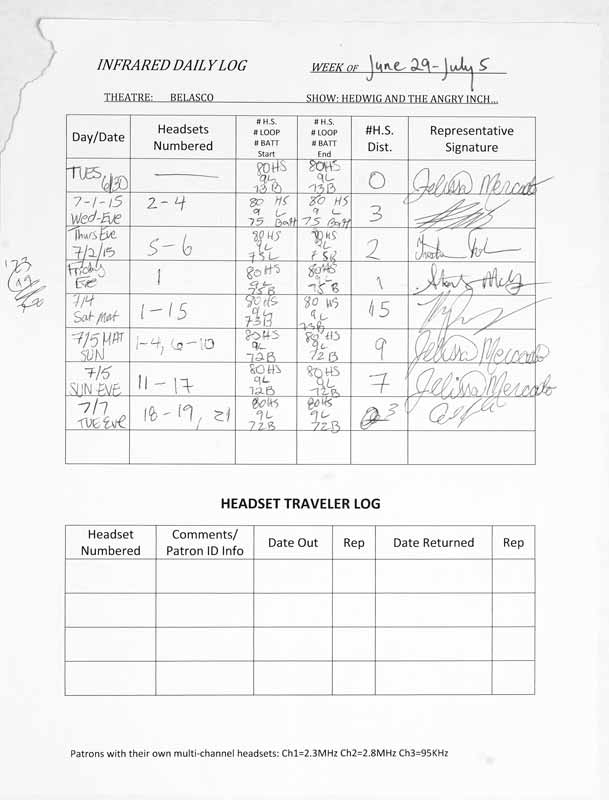 INFRARED DAILY LOG WEEK OF June 29-July 5
THEATRE: BELASCO SHOW: HEDWIG AND THE ANGRY INCH...
Day/Date Headsets Numbered # H.S. # LOOP # BATT Start # H.S. # LOOP # BATT End #H.S. Dist. Representative Signature
TUES 6/30 — 80HS 9L 73B 80HS 9L 73B 0 Jelissa Mercado
7-1-15 Wed-Eve 2-4 80 HS 9 L 75 Batt 80 HS 9 L 75 Batt 3
Thurs Eve 7/2/15 5-6 80 HS 9L 75L 80 HS 9L 75B 2
Friday Eve 1 80HS 9L 75B 80HS 9L 75B 1
7/4 Sat Mat 1-15 80HS 9L 73B 80 HS 9L 73B 15
7/5 MAT SUN 1-4, 6-10 80HS 9L 72B 80HS 9L 72B 9 Jelissa Mercado
7/5 SUN EVE 11-17 80HS 9L 72B 80HS 9L 72B 7 Jelissa Mercado
7/7 TUE EVE 18-19, 21 80HS 9L 72B 80HS 9L 72B 3
HEADSET TRAVELER LOG
Headset Numbered Comments/ Patron ID Info Date Out Rep Date Returned Rep
Patrons with their own multi-channel headsets: Ch1=2.3MHz Ch2=2.8MHz Ch3=95KHz